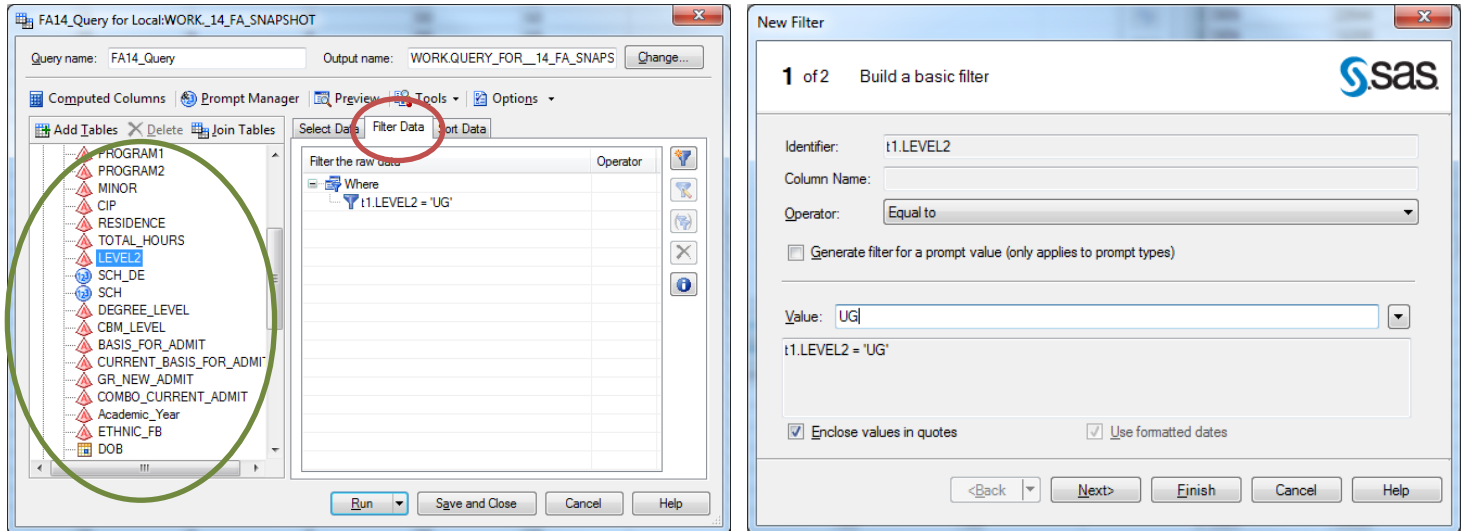 FA14_Query for Local:WORK._14_FA_SNAPSHOT
Query name: FA14_Query Output name: WORK.QUERY_FOR__14_FA_SNAPS Change...
Computed Columns Prompt Manager Preview Tools Options
Add Tables Delete Join Tables
Select Data Filter Data Sort Data
PROGRAM1
PROGRAM2
MINOR
CIP
RESIDENCE
TOTAL_HOURS
LEVEL2
SCH_DE
SCH
DEGREE_LEVEL
CBM_LEVEL
BASIS_FOR_ADMIT
CURRENT_BASIS_FOR_ADMIT
GR_NEW_ADMIT
COMBO_CURRENT_ADMIT
Academic_Year
ETHNIC_FB
DOB
Filter the raw data Operator
Where
t1.LEVEL2 = 'UG'
Run Save and Close Cancel Help
New Filter
1 of 2 Build a basic filter
sas
Identifier: t1.LEVEL2
Column Name:
Operator: Equal to
Generate filter for a prompt value (only applies to prompt types)
Value: UG
t1.LEVEL2 = 'UG'
Enclose values in quotes Use formatted dates
<Back Next> Finish Cancel Help